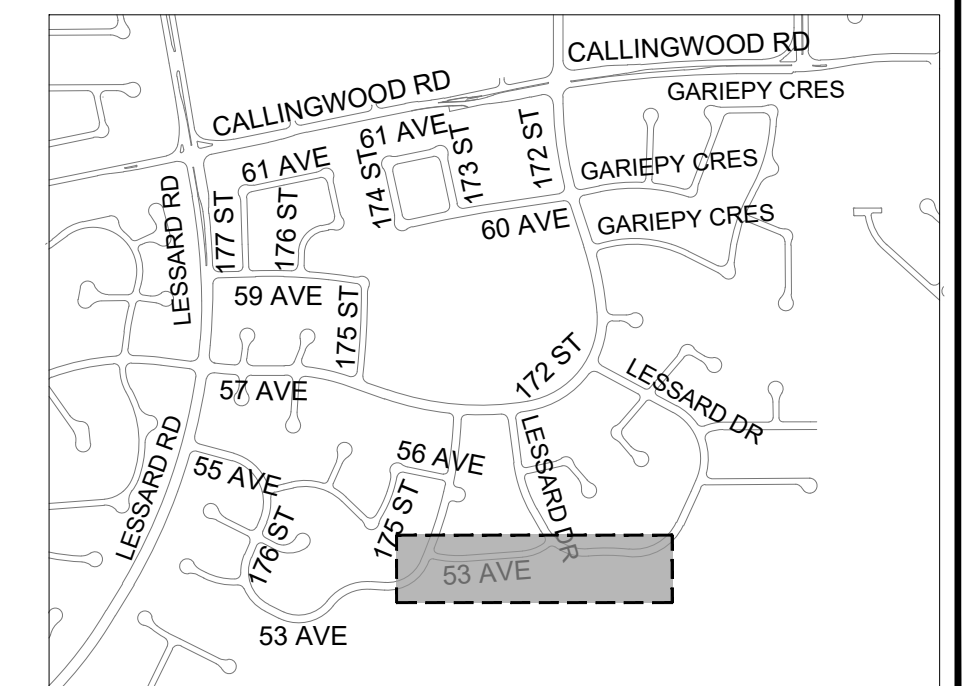 CALLINGWOOD RD
CALLINGWOOD RD
GARIEPY CRES
61 AVE
61 AVE
174 ST
173 ST
172 ST
GARIEPY CRES
LESSARD RD
177 ST
176 ST
60 AVE
GARIEPY CRES
59 AVE
175 ST
172 ST
57 AVE
LESSARD DR
LESSARD RD
55 AVE
56 AVE
LESSARD DR
176 ST
175 ST
53 AVE
53 AVE